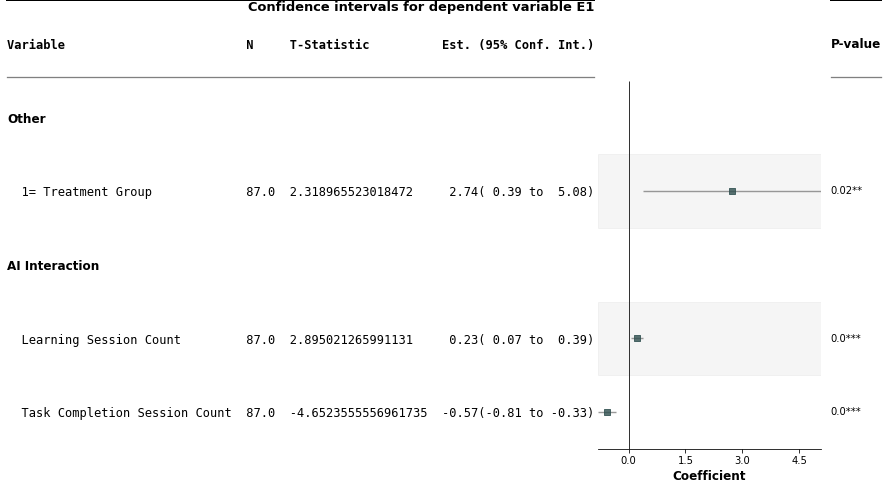 Confidence intervals for dependent variable E1
Variable N T-Statistic Est. (95% Conf. Int.) P-value
Other
1= Treatment Group 87.0 2.318965523018472 2.74( 0.39 to 5.08) 0.02**
AI Interaction
Learning Session Count 87.0 2.895021265991131 0.23( 0.07 to 0.39) 0.0***
Task Completion Session Count 87.0 -4.6523555556961735 -0.57(-0.81 to -0.33) 0.0***
0.0 1.5 3.0 4.5
Coefficient